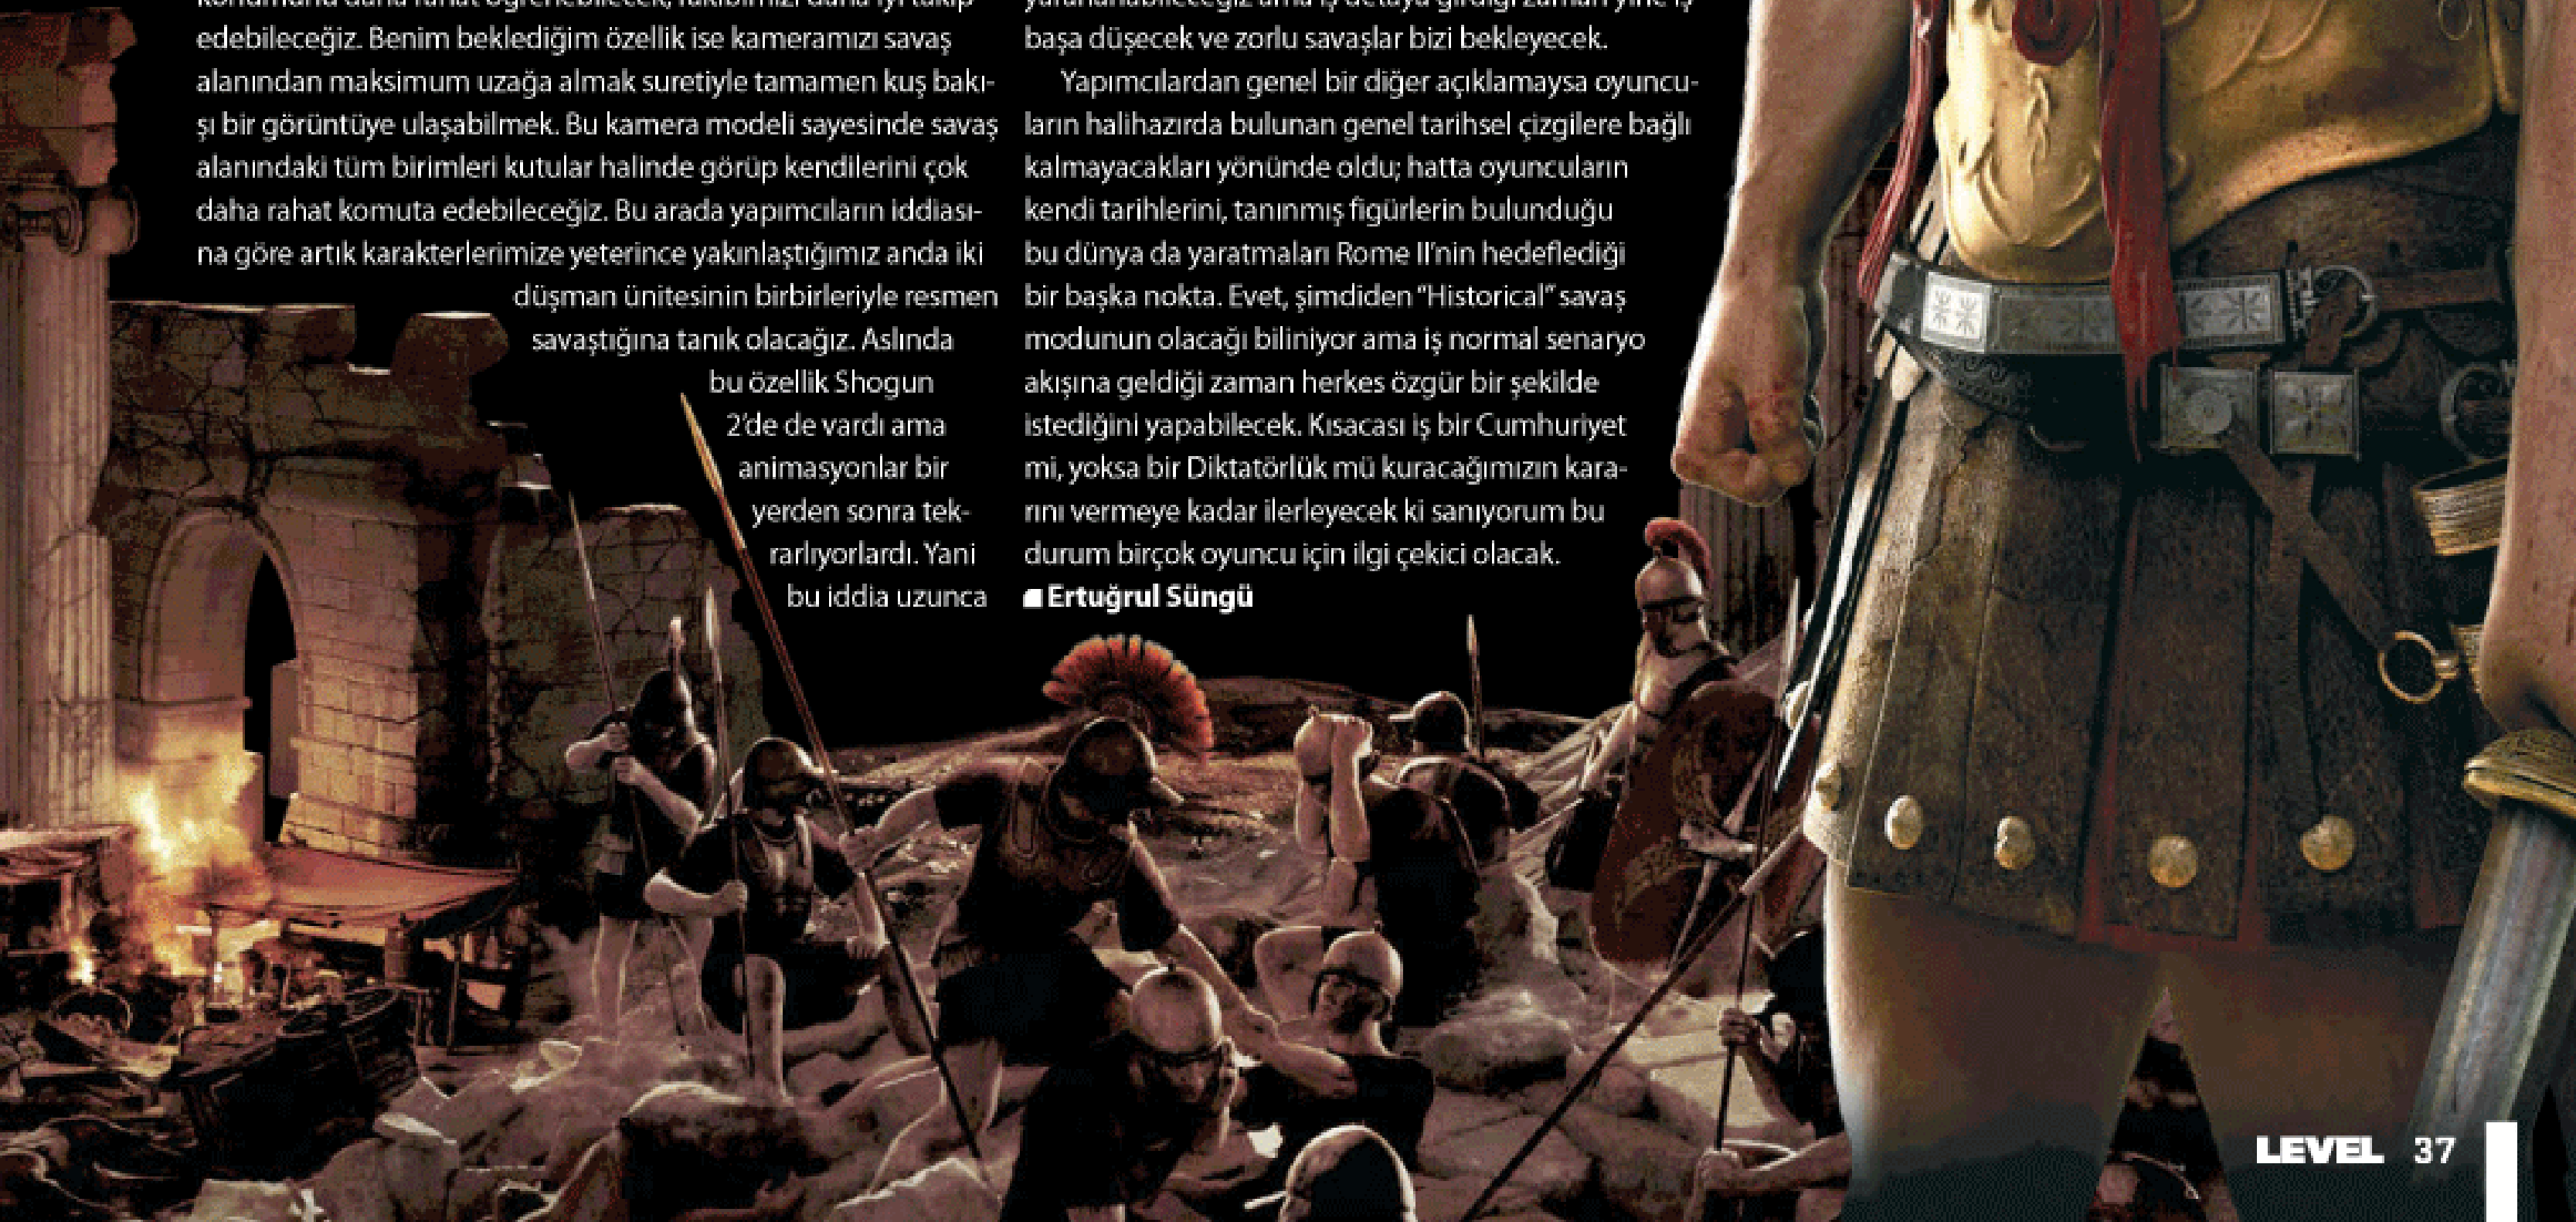 edebileceğiz. Benim beklediğim özellik ise kameramızı savaş
alanından maksimum uzağa almak suretiyle tamamen kuş bakı-
şı bir görüntüye ulaşabilmek. Bu kamera modeli sayesinde savaş
alanındaki tüm birimleri kutular halinde görüp kendilerini çok
daha rahat komuta edebileceğiz. Bu arada yapımcıların iddiası-
na göre artık karakterlerimize yeterince yakınlaştığımız anda iki
düşman ünitesinin birbirleriyle resmen
savaştığına tanık olacağız. Aslında
bu özellik Shogun
2'de de vardı ama
animasyonlar bir
yerden sonra tek-
rarlıyorlardı. Yani
bu iddia uzunca
başa düşecek ve zorlu savaşlar bizi bekleyecek.
Yapımcılardan genel bir diğer açıklamaysa oyuncu-
ların halihazırda bulunan genel tarihsel çizgilere bağlı
kalmayacakları yönünde oldu; hatta oyuncuların
kendi tarihlerini, tanınmış figürlerin bulunduğu
bu dünya da yaratmaları Rome II'nin hedeflediği
bir başka nokta. Evet, şimdiden “Historical” savaş
modunun olacağı biliniyor ama iş normal senaryo
akışına geldiği zaman herkes özgür bir şekilde
istediğini yapabilecek. Kısacası iş bir Cumhuriyet
mi, yoksa bir Diktatörlük mü kuracağımızın kara-
rını vermeye kadar ilerleyecek ki sanıyorum bu
durum birçok oyuncu için ilgi çekici olacak.
Ertuğrul Süngü
LEVEL 37